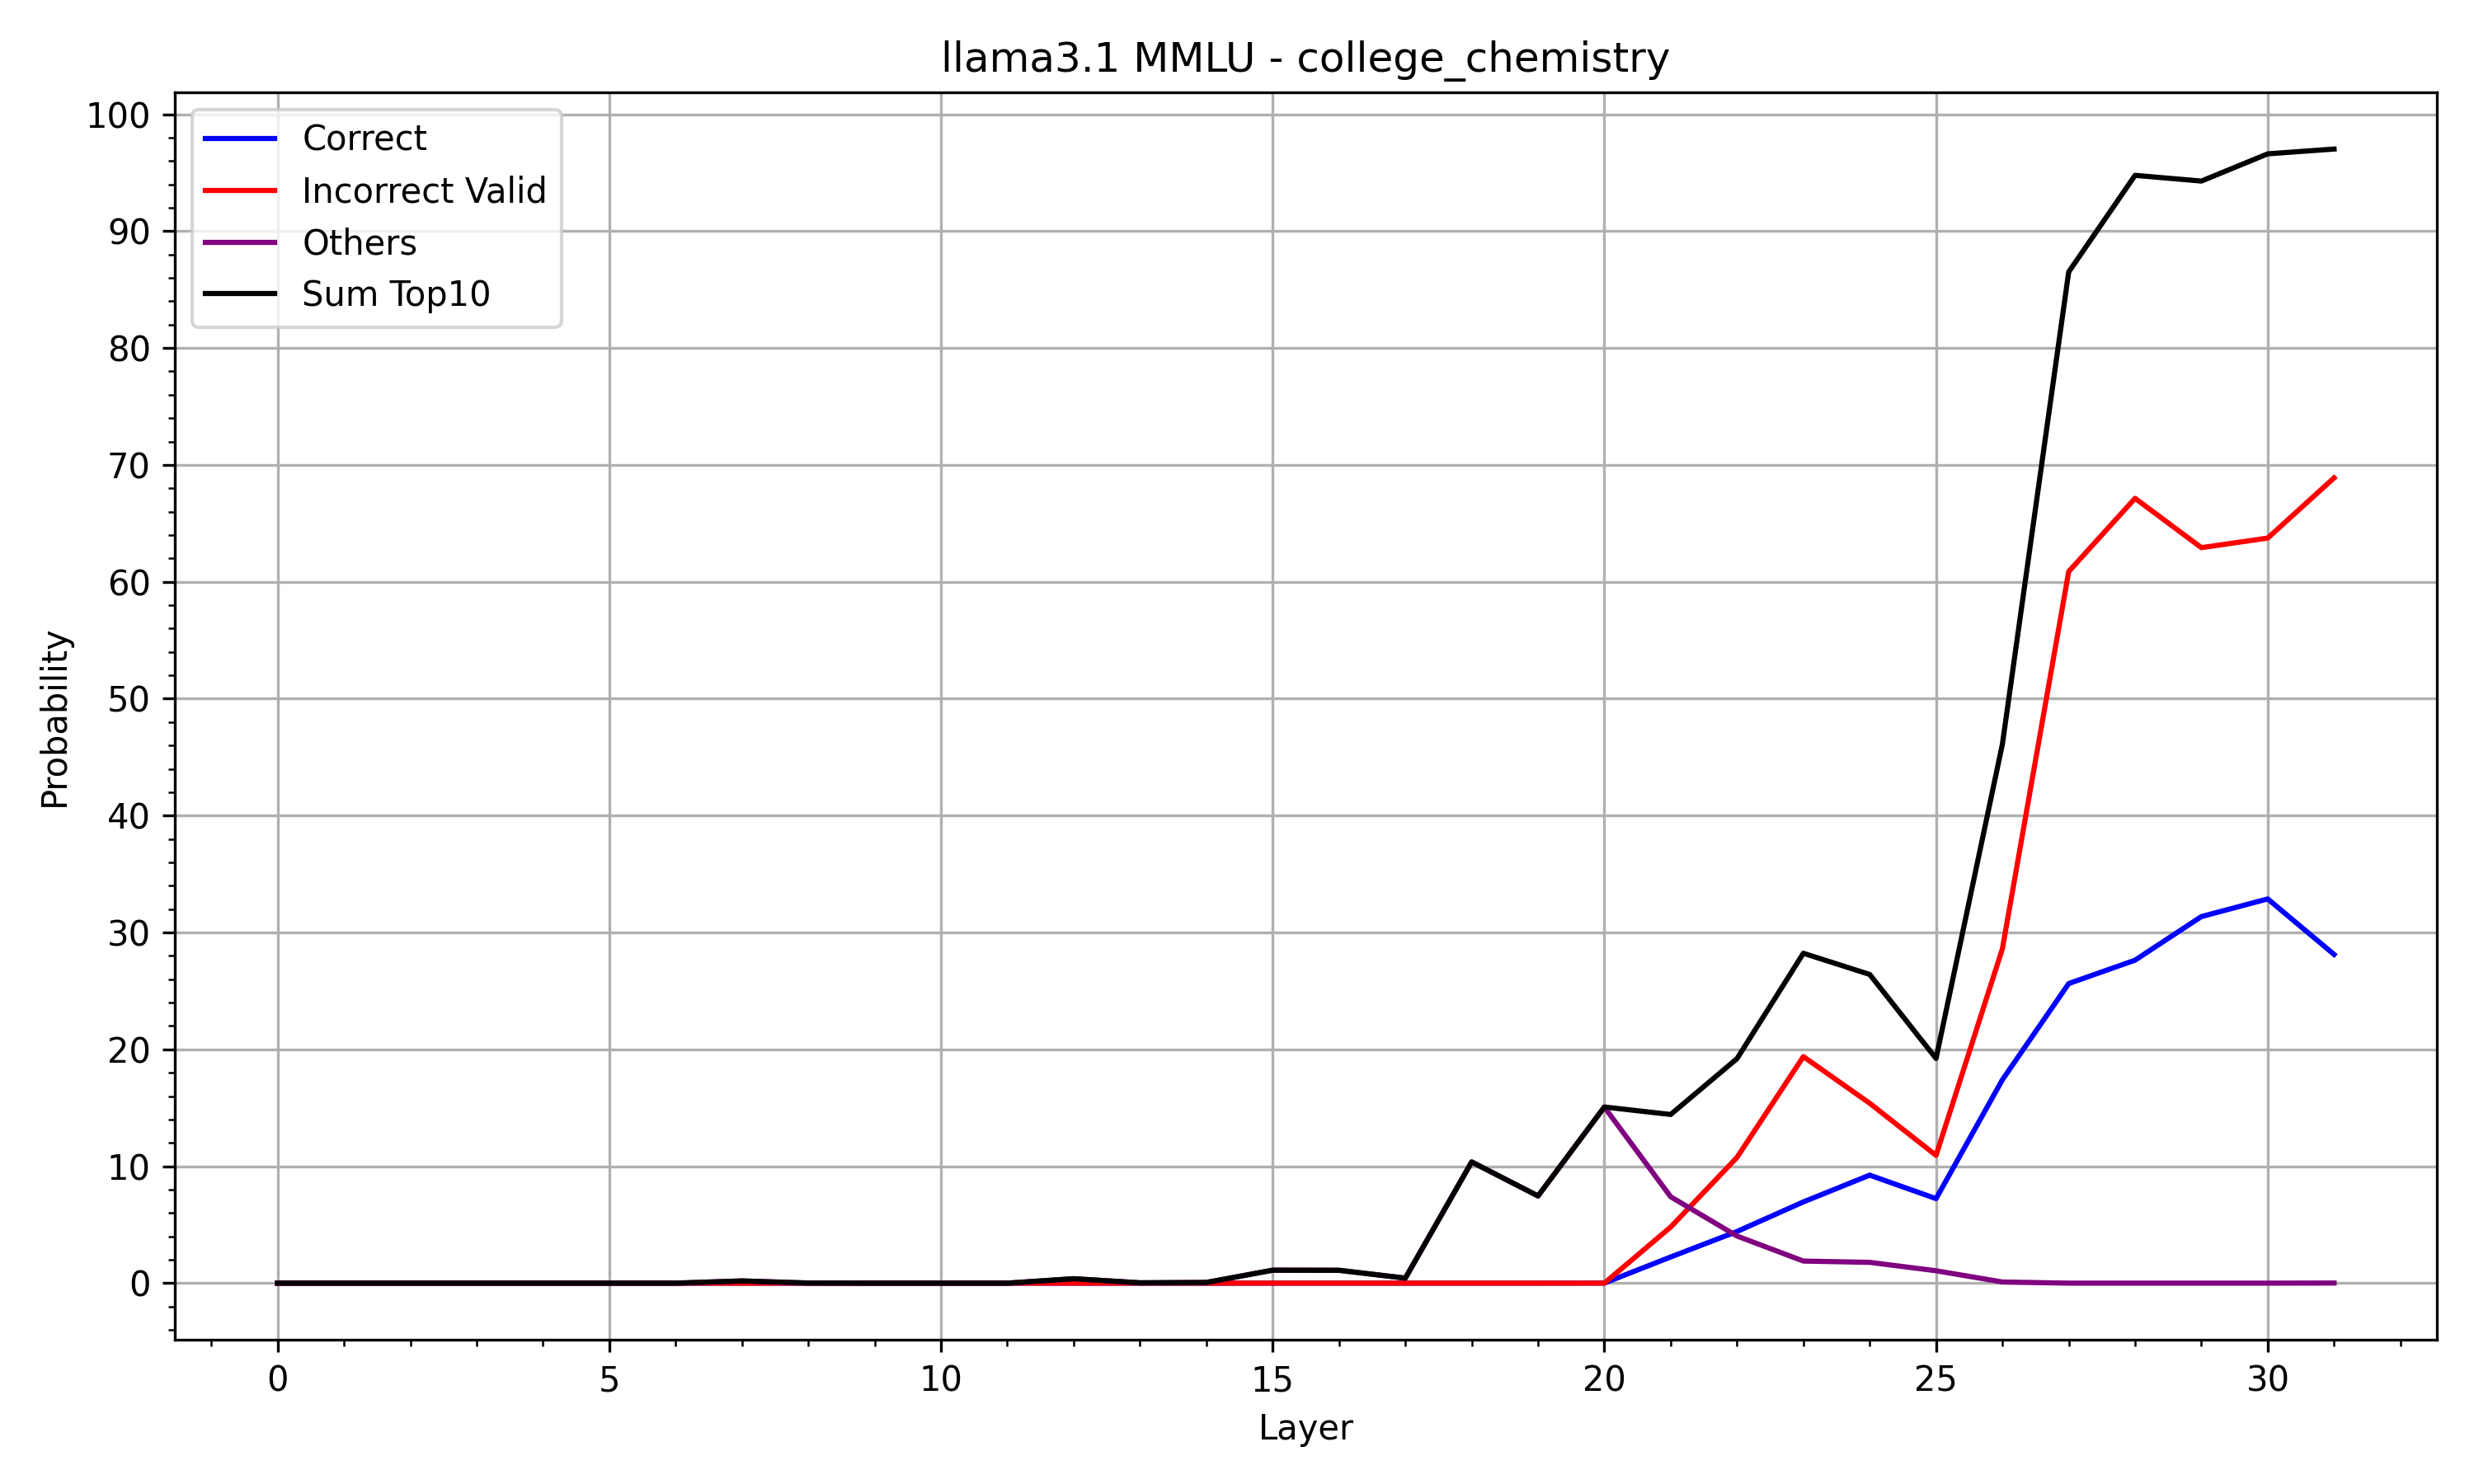 llama3.1 MMLU - college_chemistry
Correct
Incorrect Valid
Others
Sum Top10
100
90
80
70
60
50
40
30
20
10
0
Probability
0 5 10 15 20 25 30
Layer